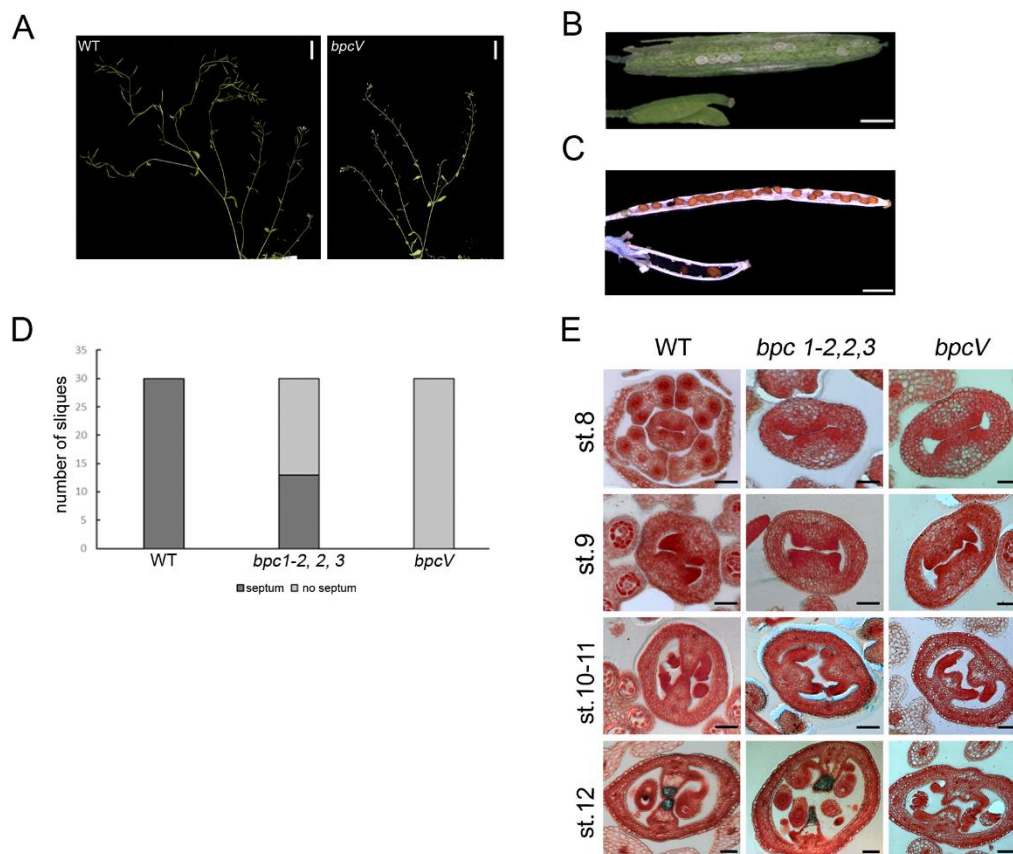 A
WT
bpcV
B
C
D
number of sliques
35
30
25
20
15
10
5
0
WT
bpc1-2, 2, 3
bpcV
septum
no septum
E
WT
bpc 1-2,2,3
bpcV
st.8
st.9
st.10-11
st.12